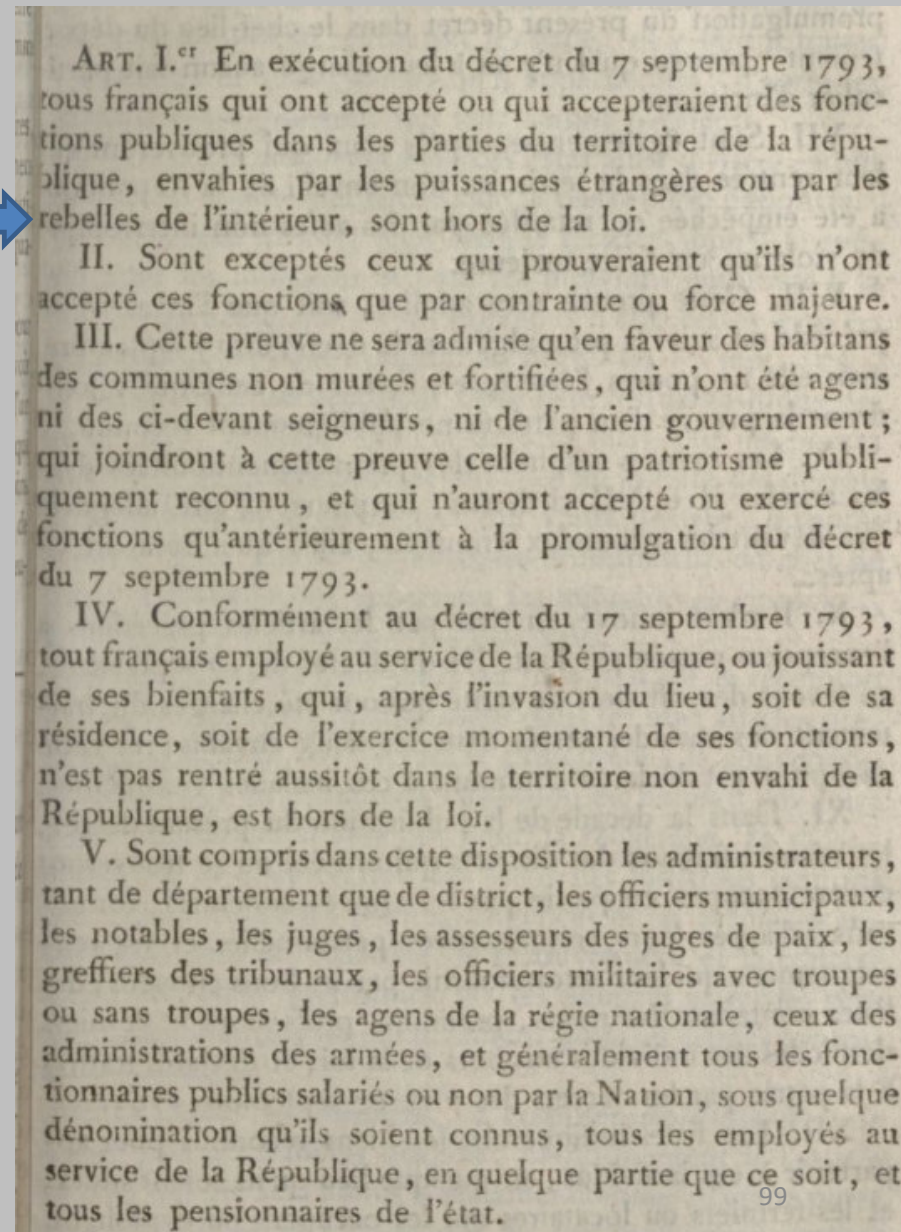 ART. I.er En exécution du décret du 7 septembre 1793,
tous français qui ont accepté ou qui accepteraient des fonc-
tions publiques dans les parties du territoire de la répu-
blique, envahies par les puissances étrangères ou par les
rebelles de l'intérieur, sont hors de la loi.
II. Sont exceptés ceux qui prouveraient qu'ils n'ont
accepté ces fonctions que par contrainte ou force majeure.
III. Cette preuve ne sera admise qu'en faveur des habitans
des communes non murées et fortifiées, qui n'ont été agens
ni des ci-devant seigneurs, ni de l'ancien gouvernement ;
qui joindront à cette preuve celle d'un patriotisme publi-
quement reconnu, et qui n'auront accepté ou exercé ces
fonctions qu'antérieurement à la promulgation du décret
du 7 septembre 1793.
IV. Conformément au décret du 17 septembre 1793,
tout français employé au service de la République, ou jouissant
de ses bienfaits, qui, après l'invasion du lieu, soit de sa
résidence, soit de l'exercice momentané de ses fonctions,
n'est pas rentré aussitôt dans le territoire non envahi de la
République, est hors de la loi.
V. Sont compris dans cette disposition les administrateurs,
tant de département que de district, les officiers municipaux,
les notables, les juges, les assesseurs des juges de paix, les
greffiers des tribunaux, les officiers militaires avec troupes
ou sans troupes, les agens de la régie nationale, ceux des
administrations des armées, et généralement tous les fonc-
tionnaires publics salariés ou non par la Nation, sous quelque
dénomination qu'ils soient connus, tous les employés au
service de la République, en quelque partie que ce soit, et
tous les pensionnaires de l'état.
99